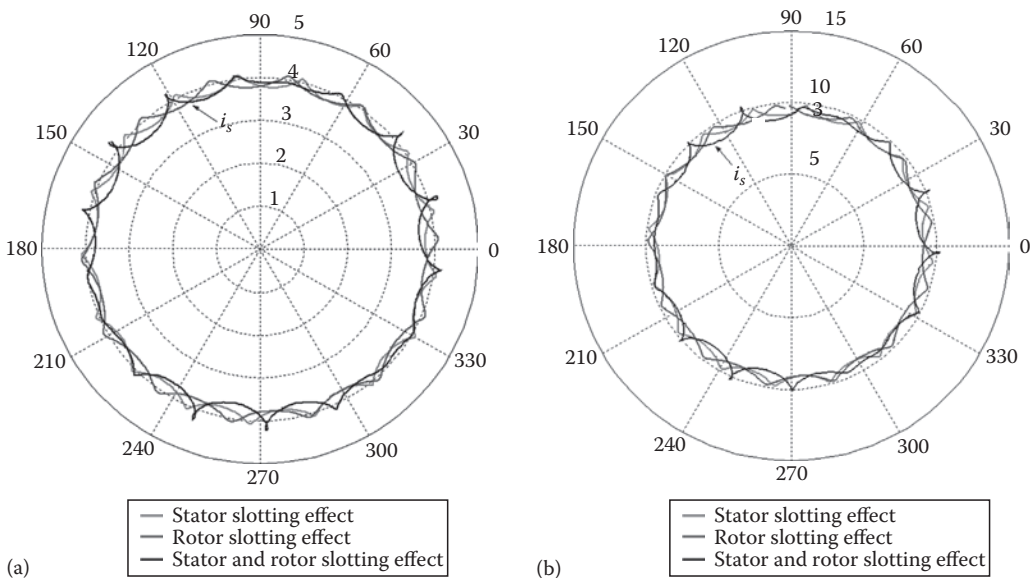 90 5
120 60
4
i_s
3
150 30
2
1
180 0
210 330
240 300
270
Stator slotting effect
Rotor slotting effect
Stator and rotor slotting effect
(a)
90 15
120 60
10
3
150 30
i_s
5
180 0
210 330
240 300
270
Stator slotting effect
Rotor slotting effect
Stator and rotor slotting effect
(b)